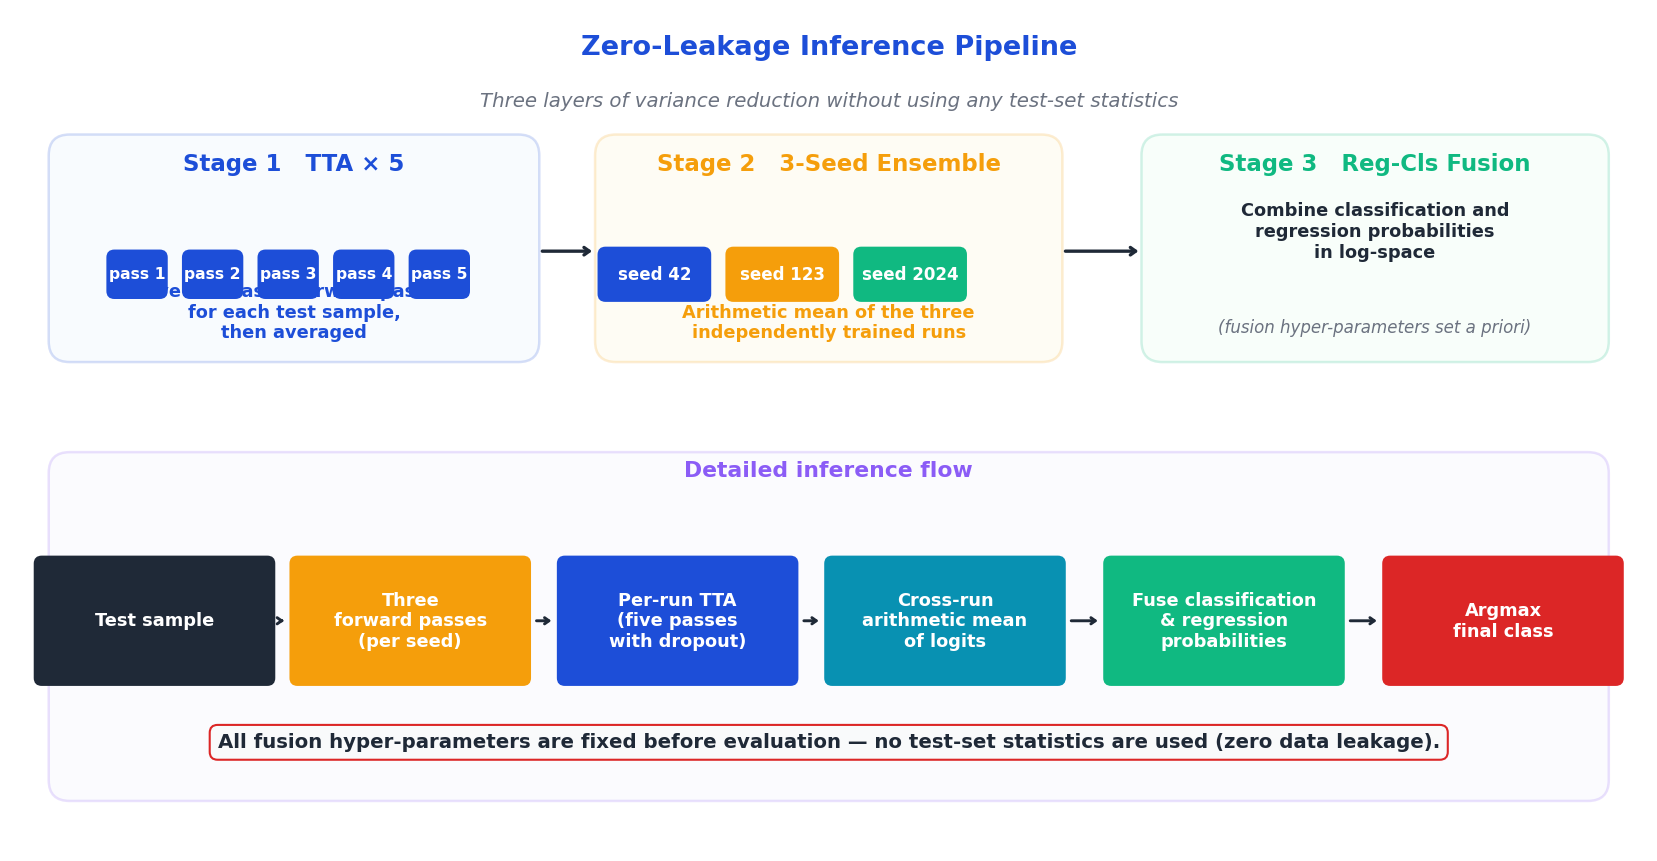 Zero-Leakage Inference Pipeline
Three layers of variance reduction without using any test-set statistics
Stage 1 TTA × 5
pass 1 pass 2 pass 3 pass 4 pass 5
for each test sample,
then averaged
Stage 2 3-Seed Ensemble
seed 42 seed 123 seed 2024
Arithmetic mean of the three
independently trained runs
Stage 3 Reg-Cls Fusion
Combine classification and
regression probabilities
in log-space
(fusion hyper-parameters set a priori)
Detailed inference flow
Test sample
Three
forward passes
(per seed)
Per-run TTA
(five passes
with dropout)
Cross-run
arithmetic mean
of logits
Fuse classification
& regression
probabilities
Argmax
final class
All fusion hyper-parameters are fixed before evaluation — no test-set statistics are used (zero data leakage).